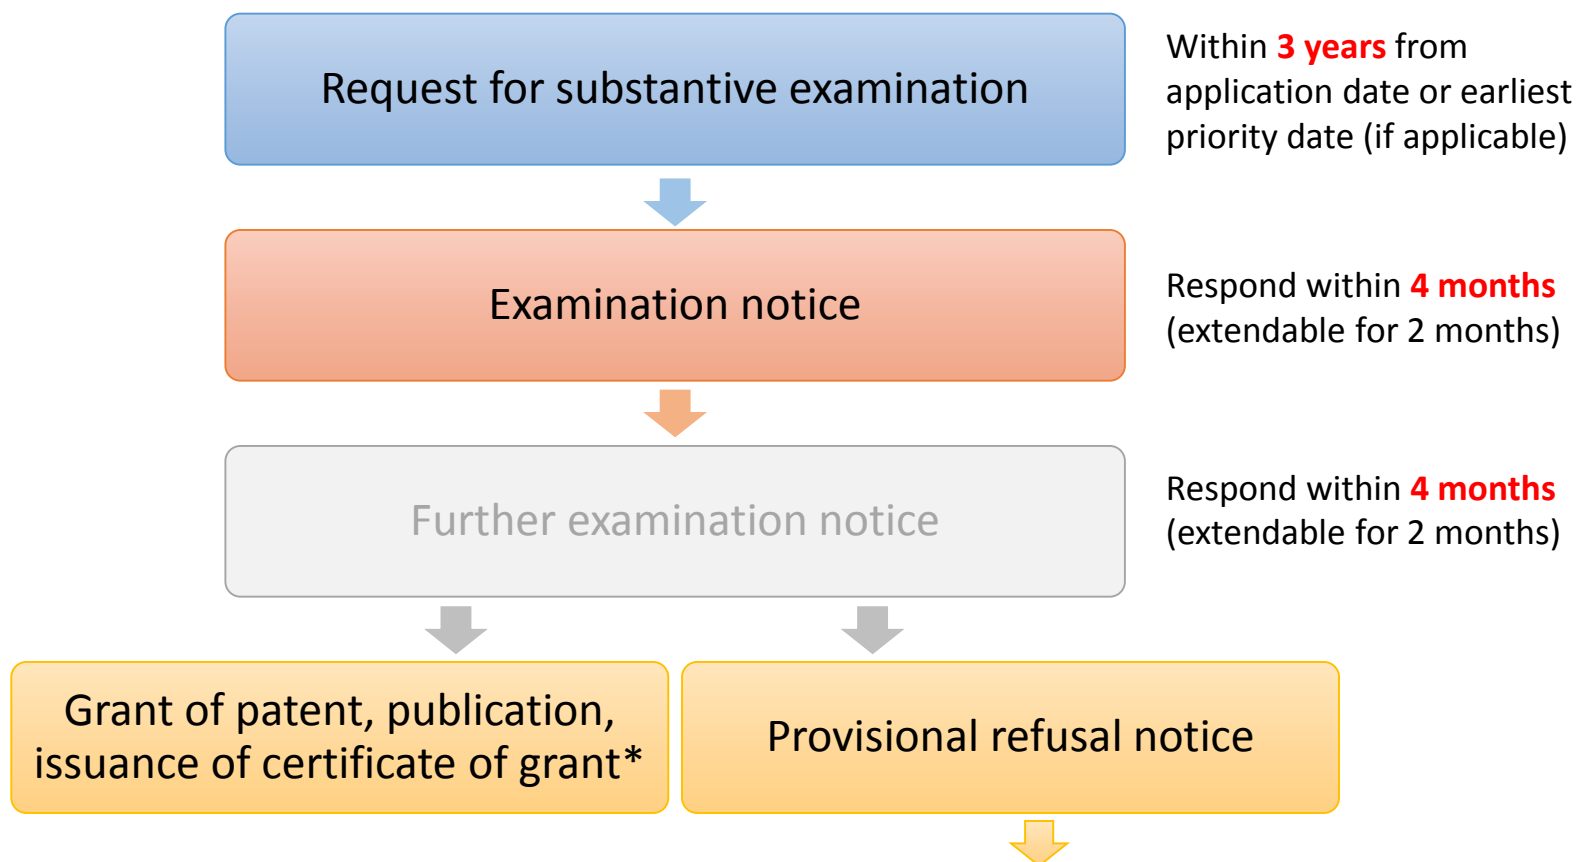 Request for substantive examination
Within 3 years from
application date or earliest
priority date (if applicable)
Examination notice
Respond within 4 months
(extendable for 2 months)
Further examination notice
Respond within 4 months
(extendable for 2 months)
Grant of patent, publication,
issuance of certificate of grant*
Provisional refusal notice